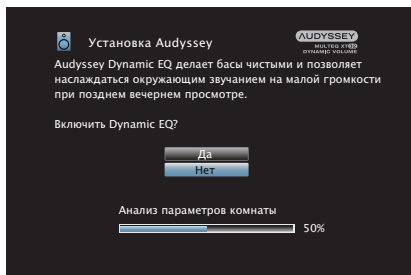 Установка Audyssey
AUDYSSEY
MULTEQ XT32
DYNAMIC VOLUME
Audyssey Dynamic EQ делает басы чистыми и позволяет
наслаждаться окружающим звучанием на малой громкости
при позднем вечернем просмотре.
Включить Dynamic EQ?
Да
Нет
Анализ параметров комнаты
50%